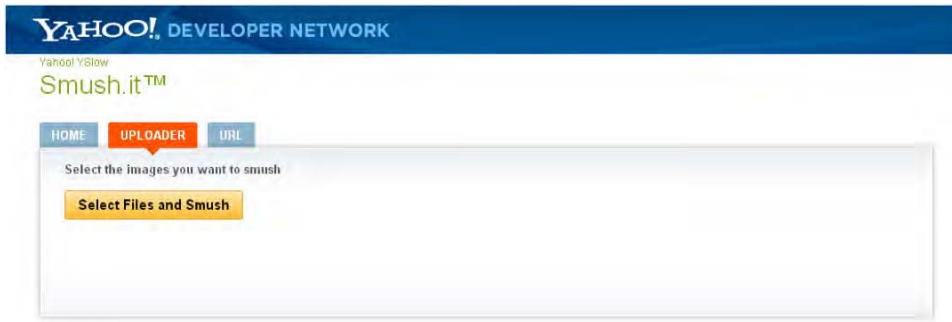 YAHOO! DEVELOPER NETWORK
Yahoo! YSlow
Smush.it™
HOME UPLOADER URL
Select the images you want to smush
Select Files and Smush